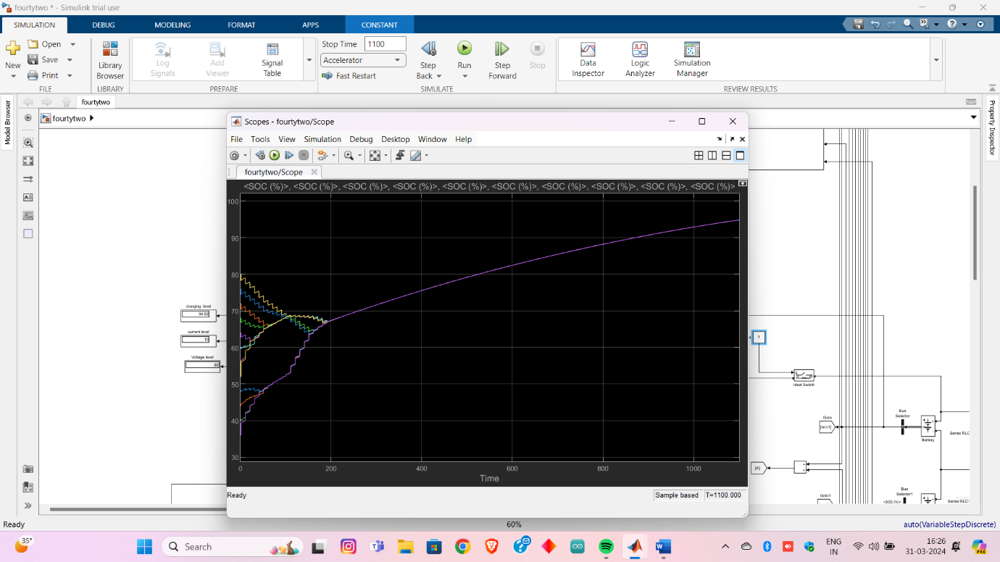 fourtytwo * - Simulink trial use
SIMULATION DEBUG MODELING FORMAT APPS CONSTANT
New
Open
Save
Print
FILE
Library Browser
LIBRARY
Log Signals
Add Viewer
Signal Table
PREPARE
Stop Time 1100
Accelerator
Fast Restart
Step Back
Run
Step Forward
Stop
SIMULATE
Data Inspector
Logic Analyzer
Simulation Manager
REVIEW RESULTS
Model Browser
fourtytwo
fourtytwo
Property Inspector
Scopes - fourtytwo/Scope
File Tools View Simulation Debug Desktop Window Help
fourtytwo/Scope
<SOC (%)>, <SOC (%)>, <SOC (%)>, <SOC (%)>, <SOC (%)>, <SOC (%)>, <SOC (%)>, <SOC (%)>, <SOC (%)>, <SOC (%)>
100
90
80
70
60
50
40
30
0 200 400 600 800 1000
Time
Ready
Sample based T=1100.000
charging level
94.82
current level
10
Voltage level
50
1
Ideal Switch
Goto
[soc1]
Bus Selector
Battery
Series RLC
[A]
Goto1
Bus Selector1
<SOC (%)>
Series RLC
Ready
60%
auto(VariableStepDiscrete)
35°
Search
ENG
IN
16:26
31-03-2024
PRE